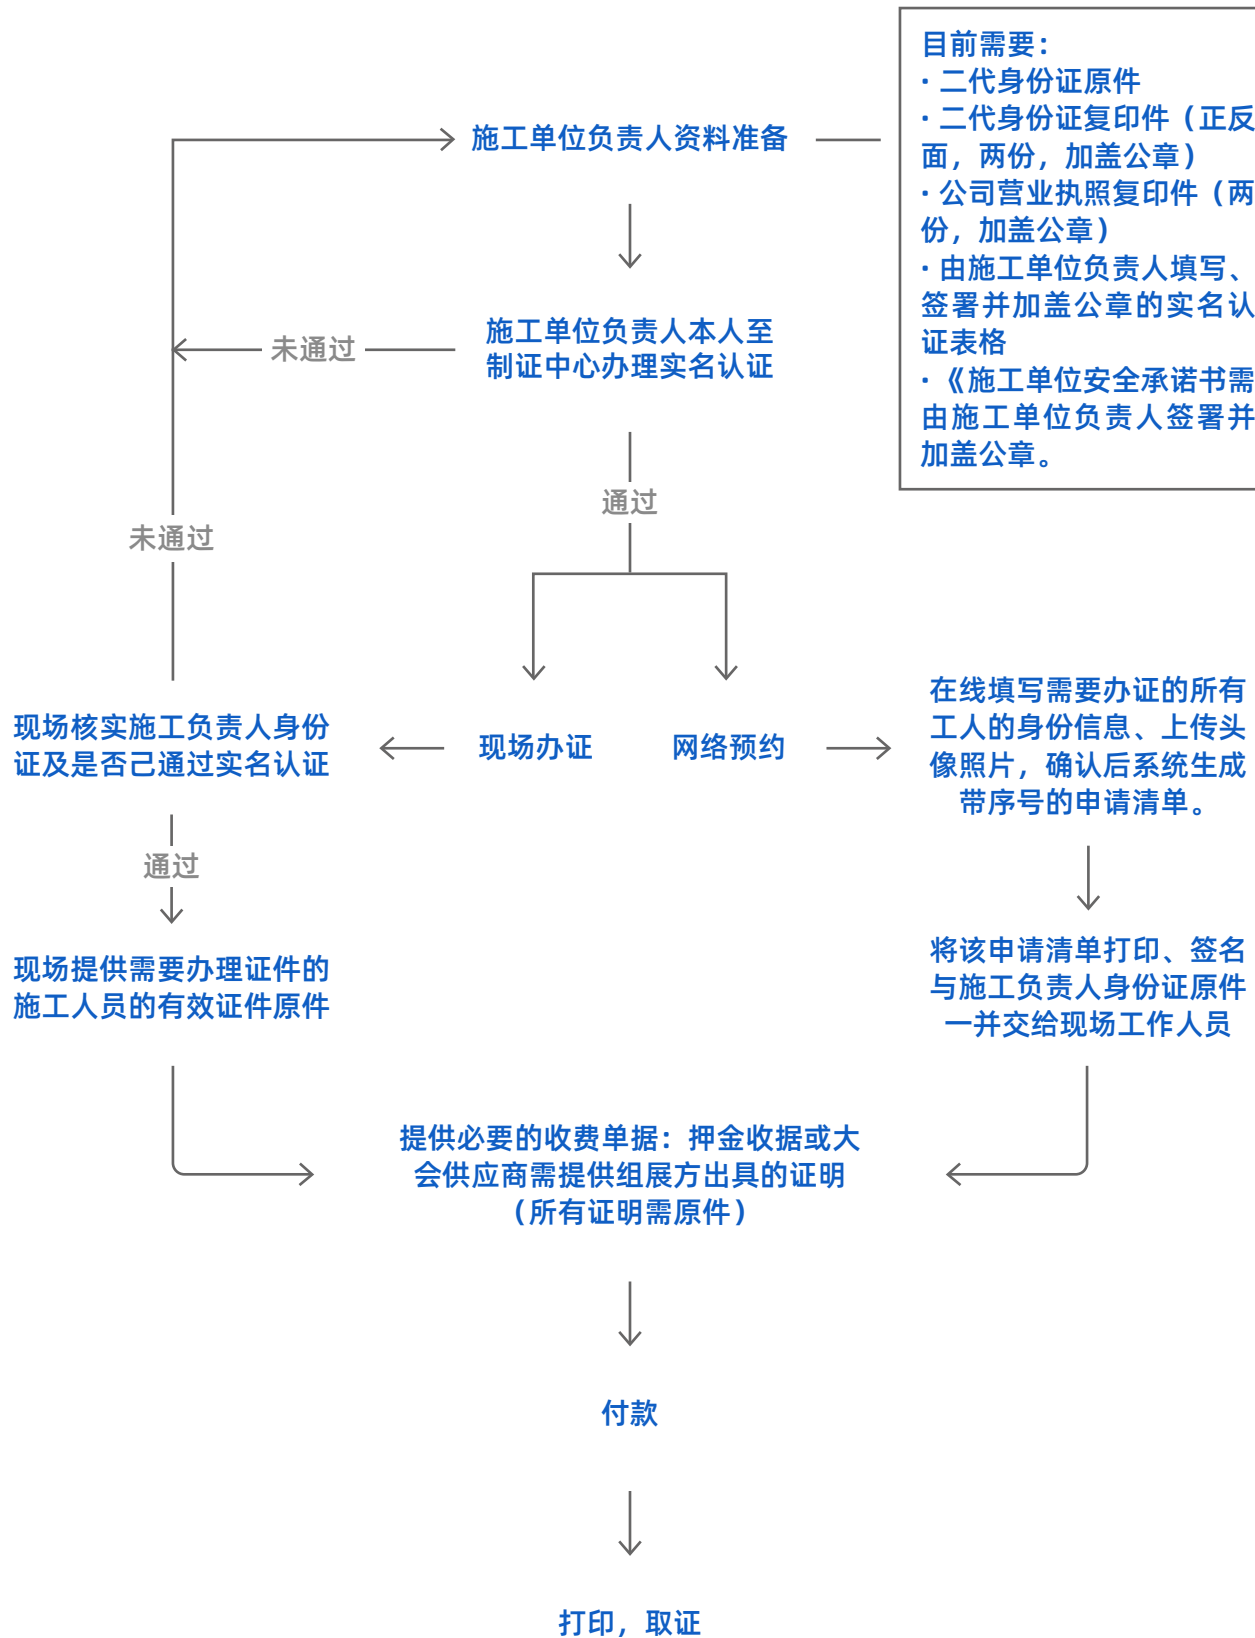 目前需要：
· 二代身份证原件
· 二代身份证复印件（正反
面，两份，加盖公章）
· 公司营业执照复印件（两
份，加盖公章）
· 由施工单位负责人填写、
签署并加盖公章的实名认
证表格
· 《施工单位安全承诺书需
由施工单位负责人签署并
加盖公章。
施工单位负责人资料准备
施工单位负责人本人至
制证中心办理实名认证
未通过
通过
未通过
现场核实施工负责人身份
证及是否己通过实名认证
现场办证
网络预约
在线填写需要办证的所有
工人的身份信息、上传头
像照片，确认后系统生成
带序号的申请清单。
通过
现场提供需要办理证件的
施工人员的有效证件原件
将该申请清单打印、签名
与施工负责人身份证原件
一并交给现场工作人员
提供必要的收费单据：押金收据或大
会供应商需提供组展方出具的证明
（所有证明需原件）
付款
打印，取证